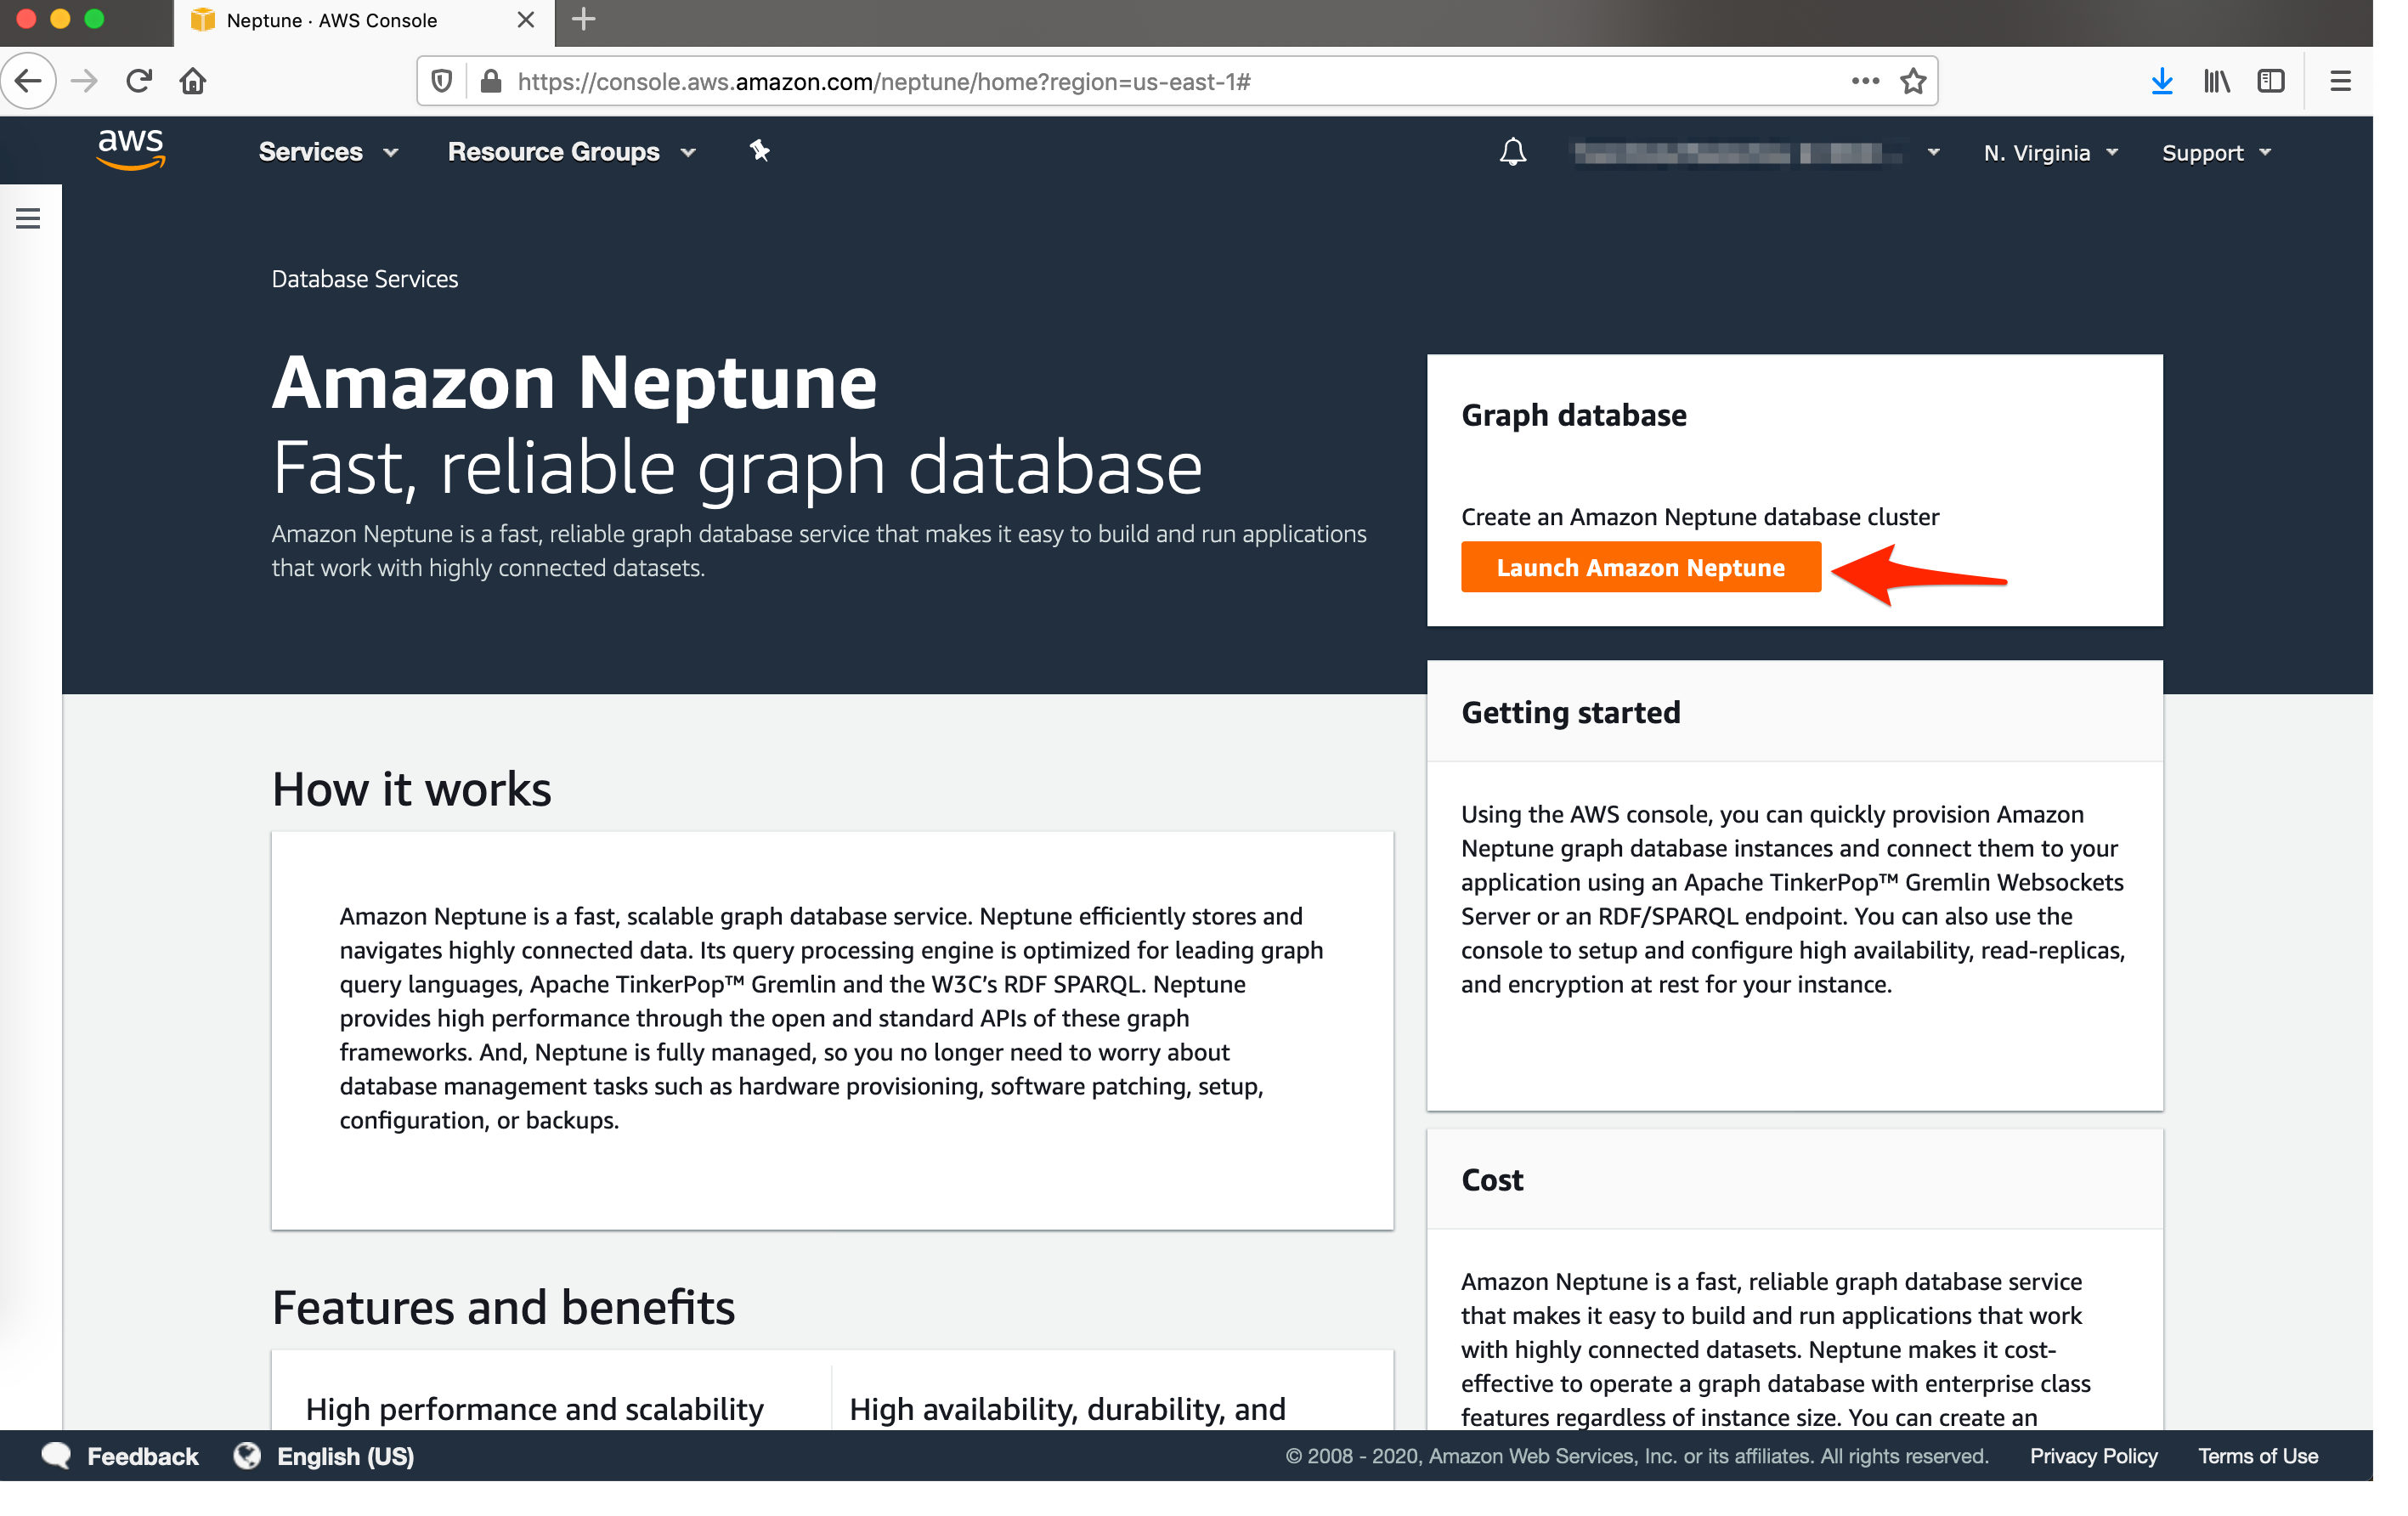 Neptune · AWS Console
https://console.aws.amazon.com/neptune/home?region=us-east-1#
aws
Services
Resource Groups
N. Virginia
Support
Database Services
Amazon Neptune
Fast, reliable graph database
Amazon Neptune is a fast, reliable graph database service that makes it easy to build and run applications
that work with highly connected datasets.
Graph database
Create an Amazon Neptune database cluster
Launch Amazon Neptune
How it works
Amazon Neptune is a fast, scalable graph database service. Neptune efficiently stores and
navigates highly connected data. Its query processing engine is optimized for leading graph
query languages, Apache TinkerPop™ Gremlin and the W3C’s RDF SPARQL. Neptune
provides high performance through the open and standard APIs of these graph
frameworks. And, Neptune is fully managed, so you no longer need to worry about
database management tasks such as hardware provisioning, software patching, setup,
configuration, or backups.
Features and benefits
High performance and scalability
High availability, durability, and
Getting started
Using the AWS console, you can quickly provision Amazon
Neptune graph database instances and connect them to your
application using an Apache TinkerPop™ Gremlin Websockets
Server or an RDF/SPARQL endpoint. You can also use the
console to setup and configure high availability, read-replicas,
and encryption at rest for your instance.
Cost
Amazon Neptune is a fast, reliable graph database service
that makes it easy to build and run applications that work
with highly connected datasets. Neptune makes it cost-
effective to operate a graph database with enterprise class
features regardless of instance size. You can create an
Feedback
English (US)
© 2008 - 2020, Amazon Web Services, Inc. or its affiliates. All rights reserved.
Privacy Policy
Terms of Use